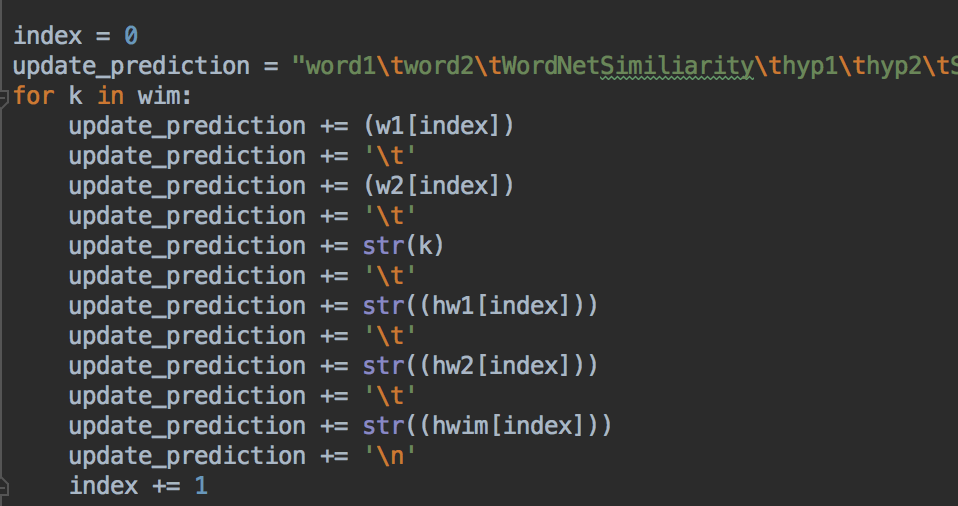 index = 0
update_prediction = "word1\tword2\tWordNetSimiliarity\thyp1\thyp2\tS
for k in wim:
    update_prediction += (w1[index])
    update_prediction += '\t'
    update_prediction += (w2[index])
    update_prediction += '\t'
    update_prediction += str(k)
    update_prediction += '\t'
    update_prediction += str((hw1[index]))
    update_prediction += '\t'
    update_prediction += str((hw2[index]))
    update_prediction += '\t'
    update_prediction += str((hwim[index]))
    update_prediction += '\n'
    index += 1